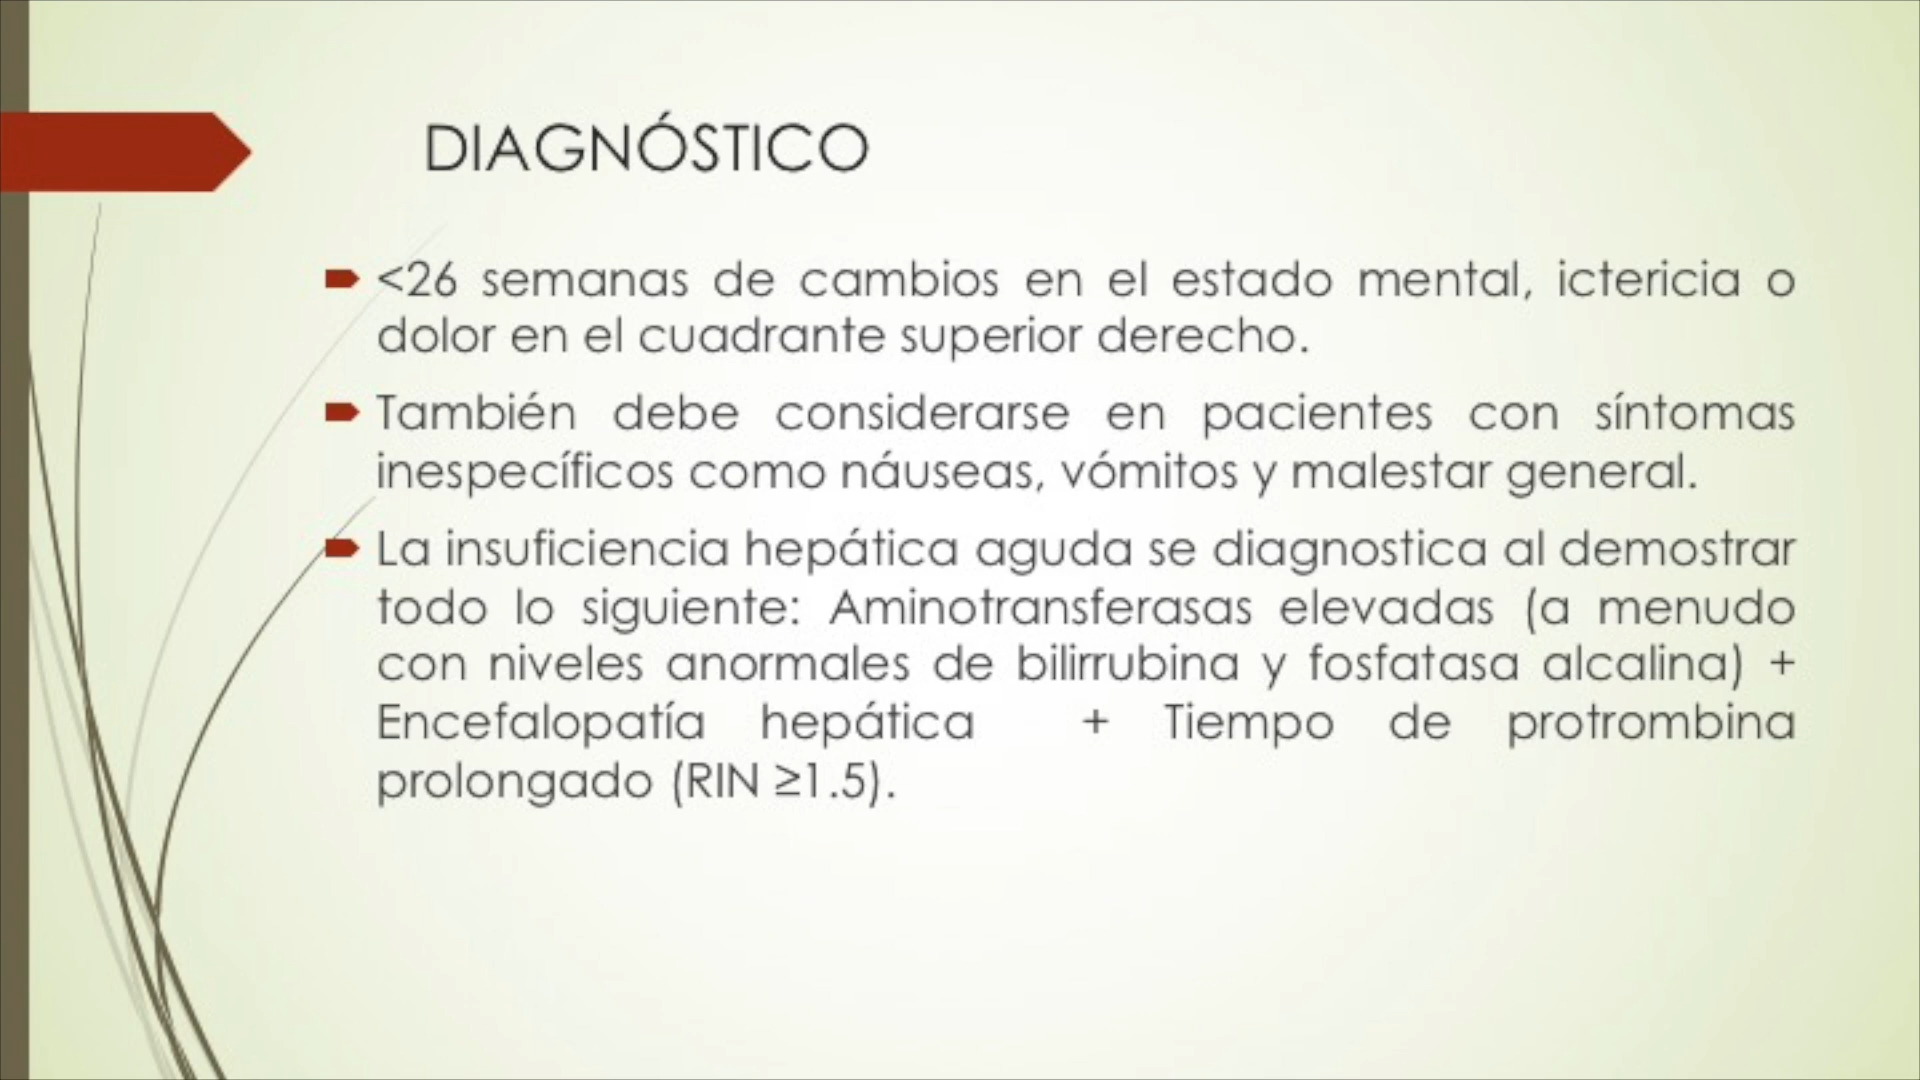 DIAGNÓSTICO
<26 semanas de cambios en el estado mental, ictericia o
dolor en el cuadrante superior derecho.
También debe considerarse en pacientes con síntomas
inespecíficos como náuseas, vómitos y malestar general.
La insuficiencia hepática aguda se diagnostica al demostrar
todo lo siguiente: Aminotransferasas elevadas (a menudo
con niveles anormales de bilirrubina y fosfatasa alcalina) +
Encefalopatía hepática + Tiempo de protrombina
prolongado (RIN ≥1.5).